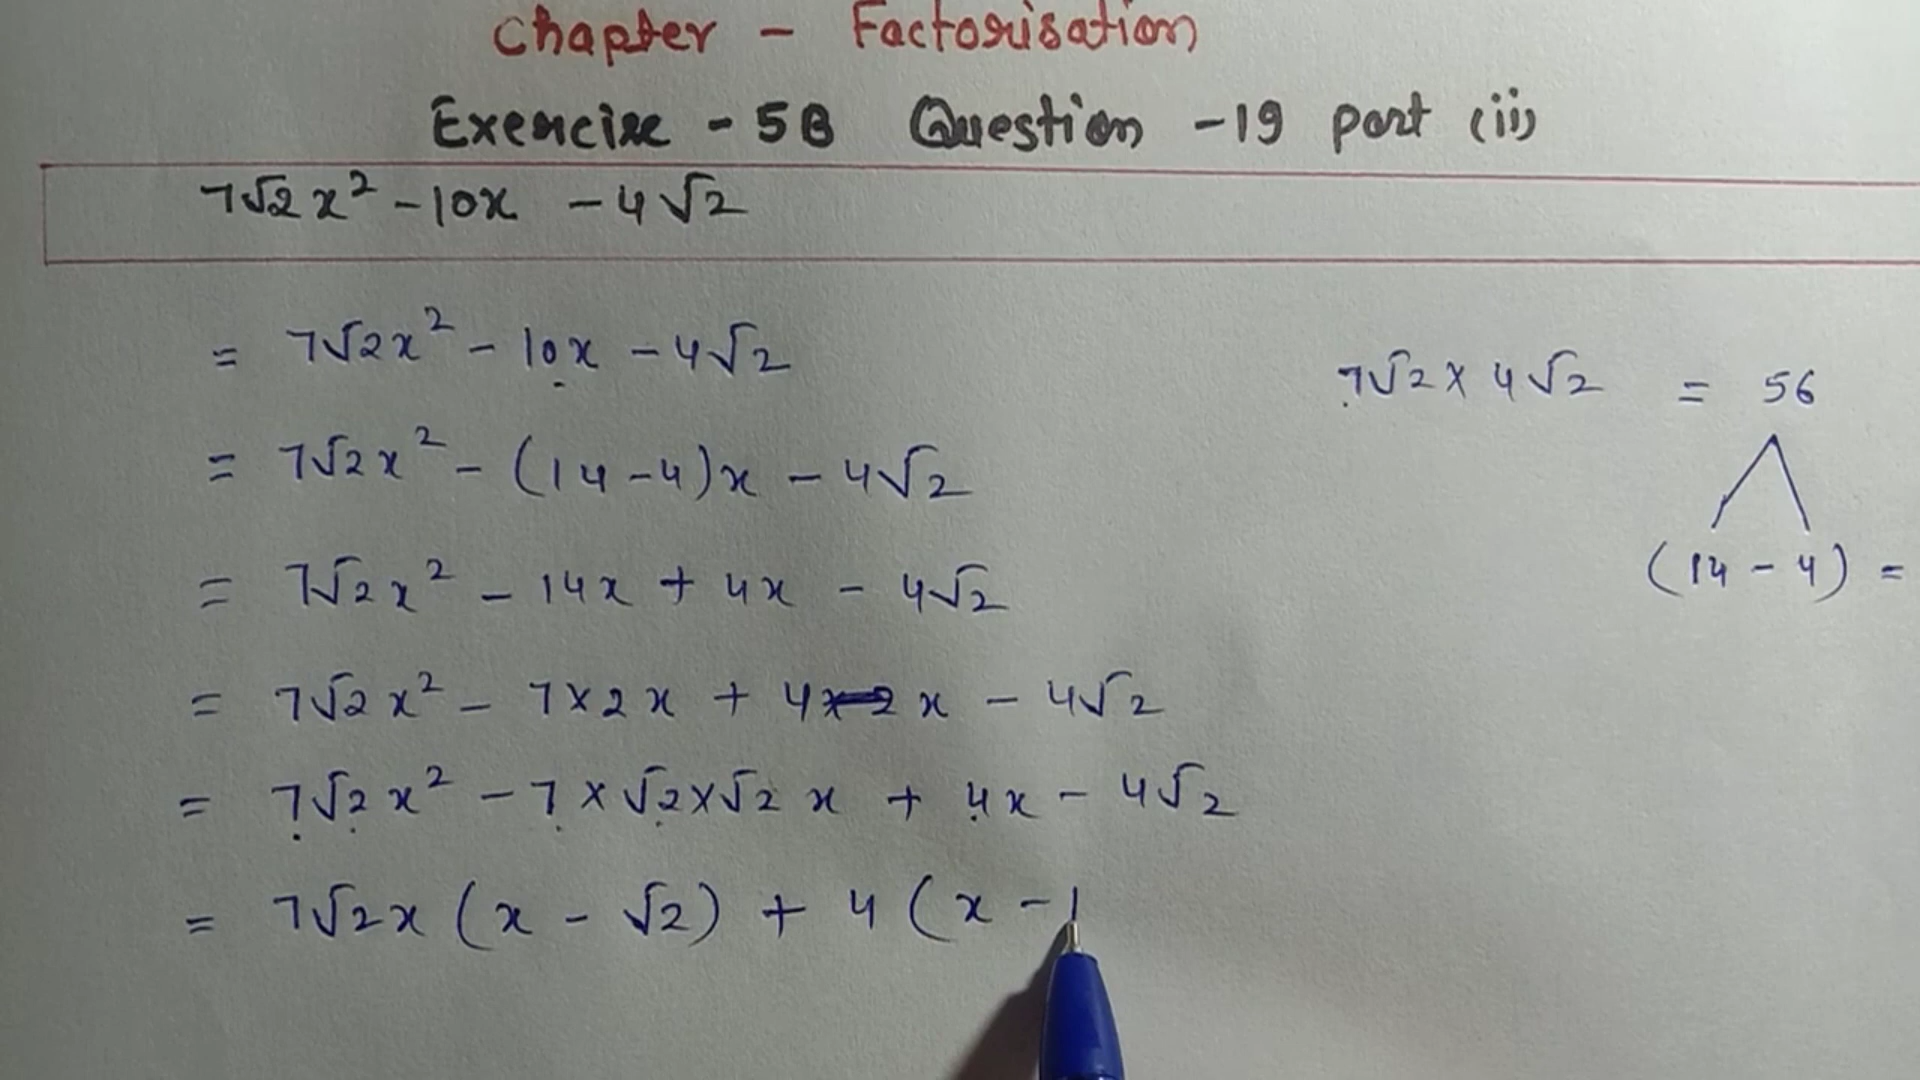 Chapter - Factorisation
Exercise - 5B Question - 19 part (ii)
7√2x² - 10x - 4√2
= 7√2x² - 10x - 4√2
7√2 × 4√2 = 56
= 7√2x² - (14-4)x - 4√2
(14 - 4) =
= 7√2x² - 14x + 4x - 4√2
= 7√2x² - 7×2x + 4x - 4√2
= 7√2x² - 7×√2×√2x + 4x - 4√2
= 7√2x (x - √2) + 4 (x -